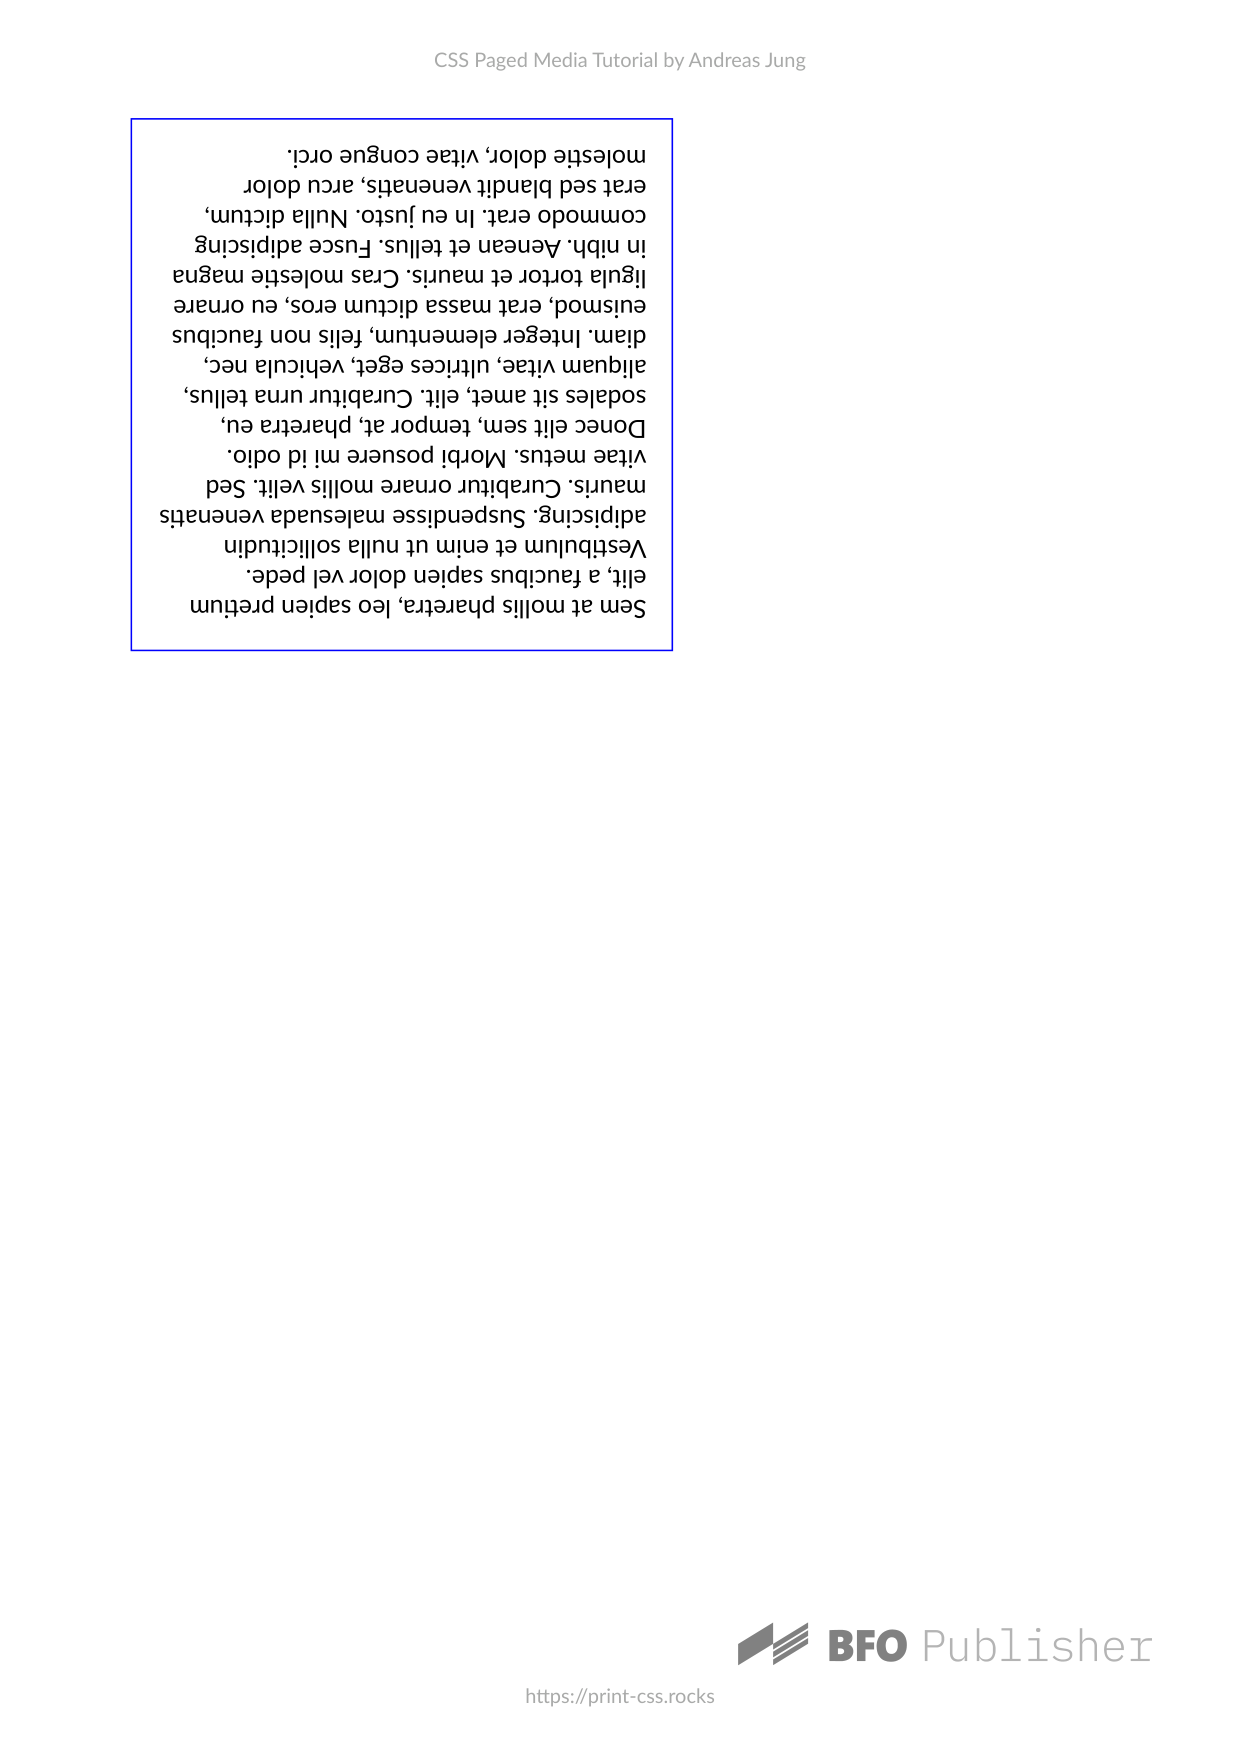 CSS Paged Media Tutorial by Andreas Jung
Sem at mollis pharetra, leo sapien pretium
elit, a faucibus sapien dolor vel pede.
Vestibulum et enim ut nulla sollicitudin
adipiscing. Suspendisse malesuada venenatis
mauris. Curabitur ornare mollis velit. Sed
vitae metus. Morbi posuere mi id odio.
Donec elit sem, tempor at, pharetra eu,
sodales sit amet, elit. Curabitur urna tellus,
aliquam vitae, ultrices eget, vehicula nec,
diam. Integer elementum, felis non faucibus
euismod, erat massa dictum eros, eu ornare
ligula tortor et mauris. Cras molestie magna
in nibh. Aenean et tellus. Fusce adipiscing
commodo erat. In eu justo. Nulla dictum,
erat sed blandit venenatis, arcu dolor
molestie dolor, vitae congue orci.
BFO Publisher
https://print-css.rocks